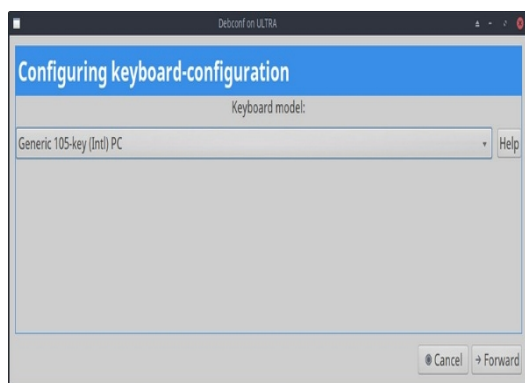 Debconf on ULTRA
Configuring keyboard-configuration
Keyboard model:
Generic 105-key (Intl) PC
Help
Cancel
Forward